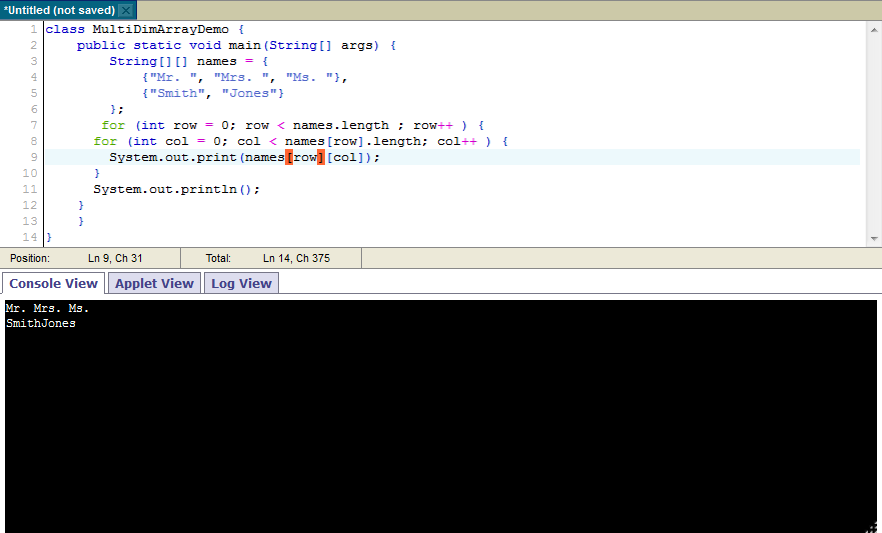 *Untitled (not saved) X
1 class MultiDimArrayDemo {
2     public static void main(String[] args) {
3         String[][] names = {
4             {"Mr. ", "Mrs. ", "Ms. "},
5             {"Smith", "Jones"}
6         };
7        for (int row = 0; row < names.length ; row++ ) {
8       for (int col = 0; col < names[row].length; col++ ) {
9         System.out.print(names[row][col]);
10       }
11       System.out.println();
12     }
13     }
14 }
Position: Ln 9, Ch 31 Total: Ln 14, Ch 375
Console View Applet View Log View
Mr. Mrs. Ms.
SmithJones